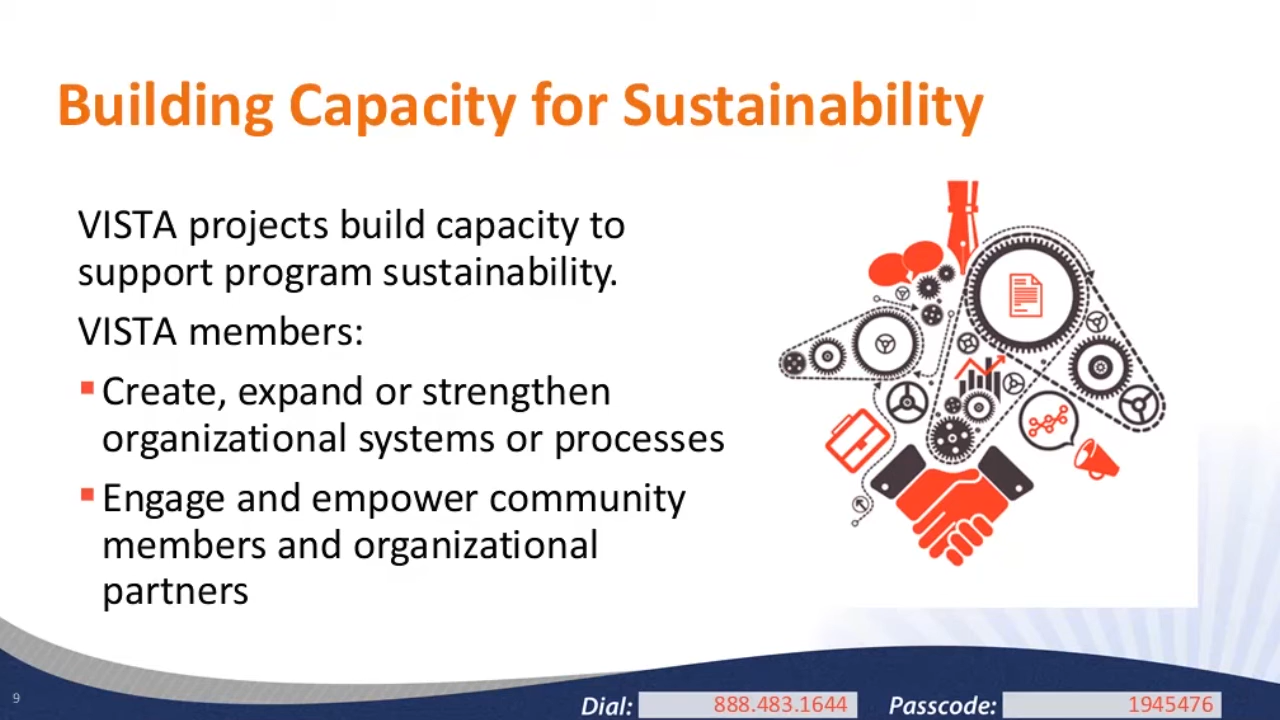 Building Capacity for Sustainability
VISTA projects build capacity to
support program sustainability.
VISTA members:
▪ Create, expand or strengthen
organizational systems or processes
▪ Engage and empower community
members and organizational
partners
9
Dial: 888.483.1644 Passcode: 1945476